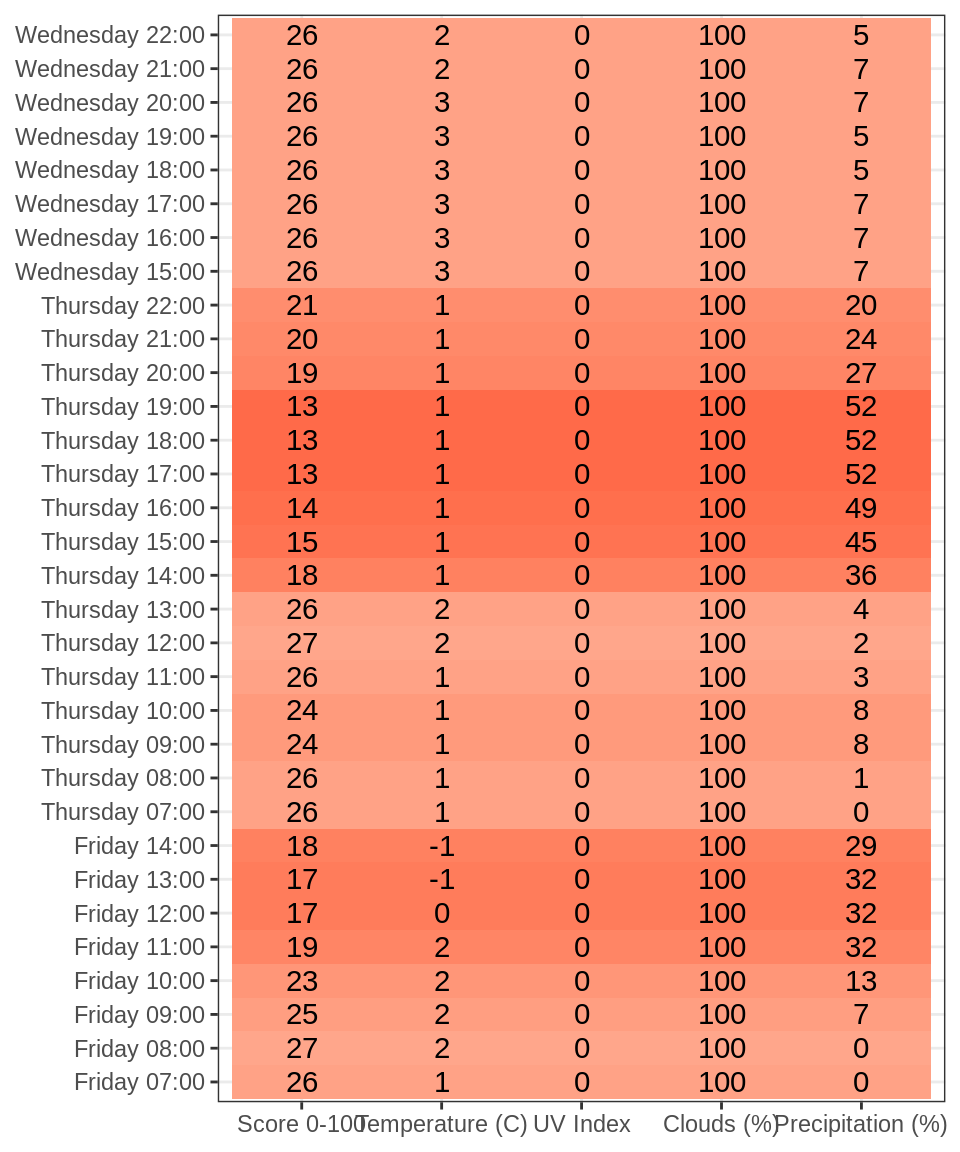 Wednesday 22:00 26 2 0 100 5
Wednesday 21:00 26 2 0 100 7
Wednesday 20:00 26 3 0 100 7
Wednesday 19:00 26 3 0 100 5
Wednesday 18:00 26 3 0 100 5
Wednesday 17:00 26 3 0 100 7
Wednesday 16:00 26 3 0 100 7
Wednesday 15:00 26 3 0 100 7
Thursday 22:00 21 1 0 100 20
Thursday 21:00 20 1 0 100 24
Thursday 20:00 19 1 0 100 27
Thursday 19:00 13 1 0 100 52
Thursday 18:00 13 1 0 100 52
Thursday 17:00 13 1 0 100 52
Thursday 16:00 14 1 0 100 49
Thursday 15:00 15 1 0 100 45
Thursday 14:00 18 1 0 100 36
Thursday 13:00 26 2 0 100 4
Thursday 12:00 27 2 0 100 2
Thursday 11:00 26 1 0 100 3
Thursday 10:00 24 1 0 100 8
Thursday 09:00 24 1 0 100 8
Thursday 08:00 26 1 0 100 1
Thursday 07:00 26 1 0 100 0
Friday 14:00 18 -1 0 100 29
Friday 13:00 17 -1 0 100 32
Friday 12:00 17 0 0 100 32
Friday 11:00 19 2 0 100 32
Friday 10:00 23 2 0 100 13
Friday 09:00 25 2 0 100 7
Friday 08:00 27 2 0 100 0
Friday 07:00 26 1 0 100 0
Score 0-100 Temperature (C) UV Index Clouds (%) Precipitation (%)